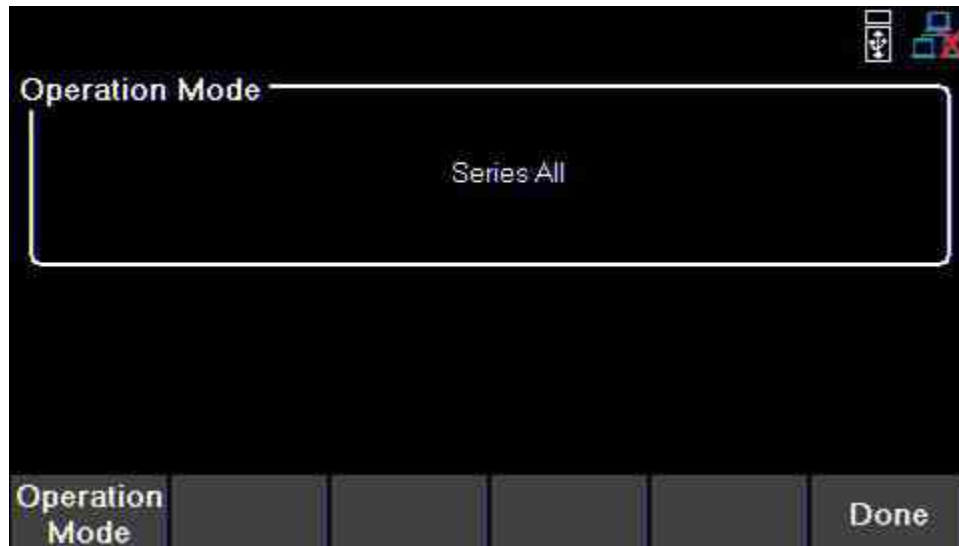 Operation Mode
Series All
Operation
Mode
Done